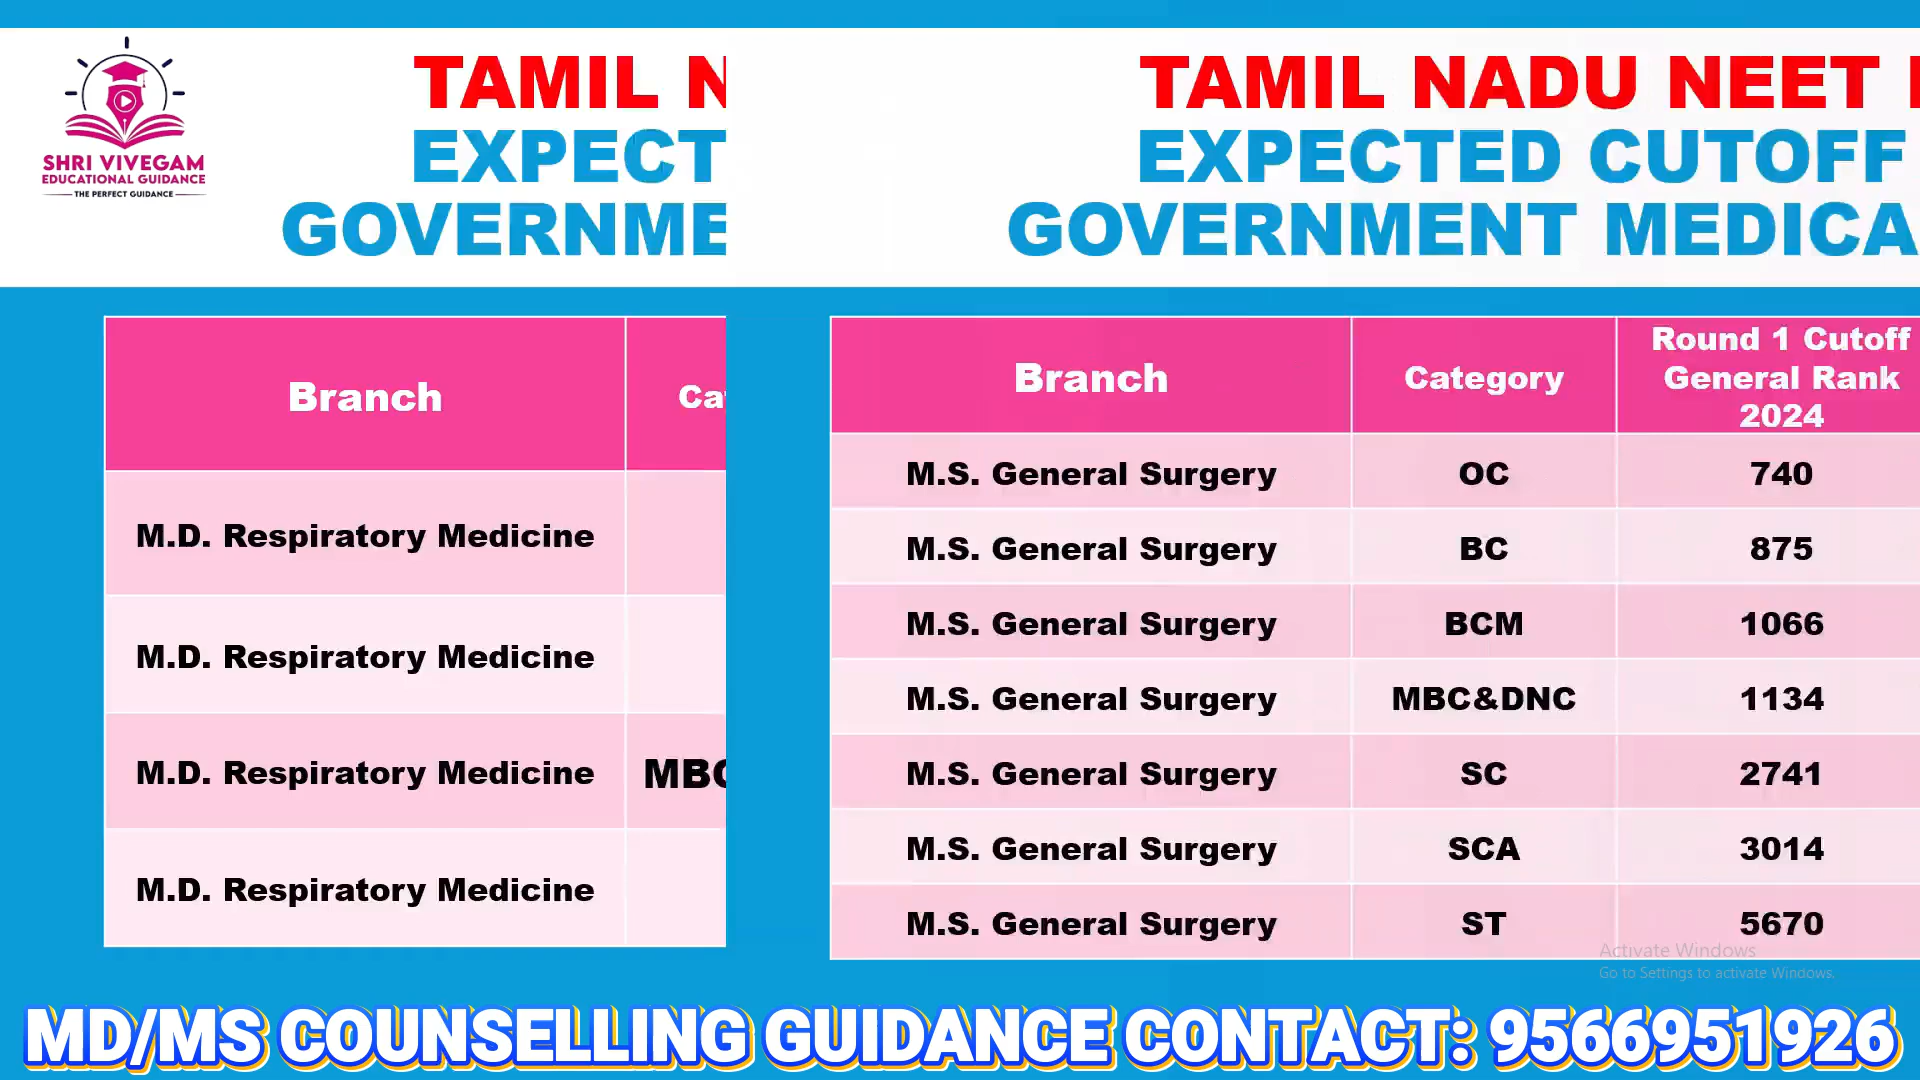 SHRI VIVEGAM
EDUCATIONAL GUIDANCE
THE PERFECT GUIDANCE
TAMIL N
EXPECT
GOVERNME
Branch
Ca
M.D. Respiratory Medicine
M.D. Respiratory Medicine
M.D. Respiratory Medicine MBC
M.D. Respiratory Medicine
TAMIL NADU NEET
EXPECTED CUTOFF
GOVERNMENT MEDICA
Branch Category Round 1 Cutoff General Rank 2024
M.S. General Surgery OC 740
M.S. General Surgery BC 875
M.S. General Surgery BCM 1066
M.S. General Surgery MBC&DNC 1134
M.S. General Surgery SC 2741
M.S. General Surgery SCA 3014
M.S. General Surgery ST 5670
Activate Windows
Go to Settings to activate Windows.
MD/MS COUNSELLING GUIDANCE CONTACT: 9566951926